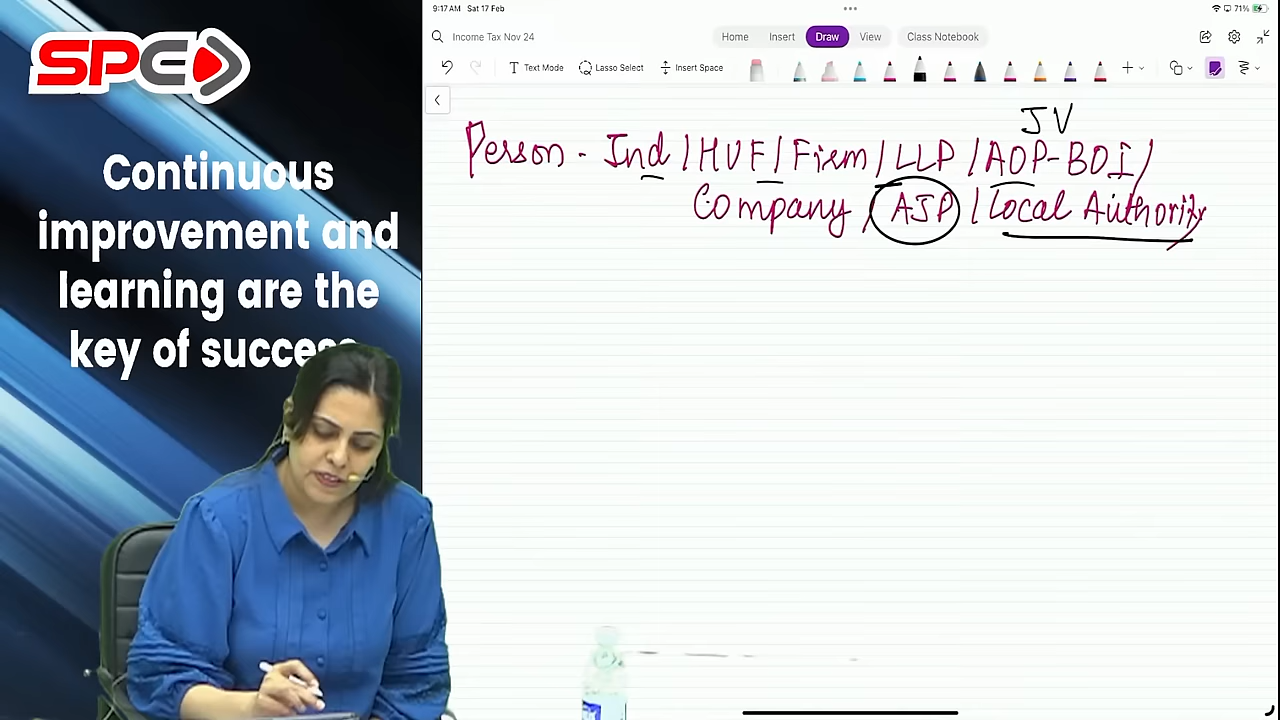 9:17 AM Sat 17 Feb
71%
Income Tax Nov 24
Home Insert Draw View Class Notebook
Text Mode Lasso Select Insert Space
SPC
Continuous
improvement and
learning are the
key of success
JV
Person - Ind / HUF / Firm / LLP / AOP-BOI /
Company / AJP / Local Authority